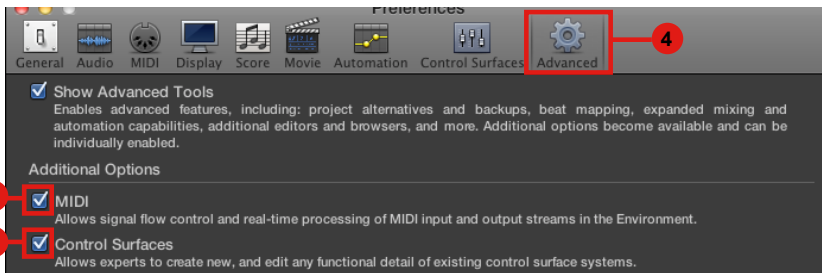 Preferences
General Audio MIDI Display Score Movie Automation Control Surfaces Advanced
4
Show Advanced Tools
Enables advanced features, including: project alternatives and backups, beat mapping, expanded mixing and
automation capabilities, additional editors and browsers, and more. Additional options become available and can be
individually enabled.
Additional Options
MIDI
Allows signal flow control and real-time processing of MIDI input and output streams in the Environment.
Control Surfaces
Allows experts to create new, and edit any functional detail of existing control surface systems.